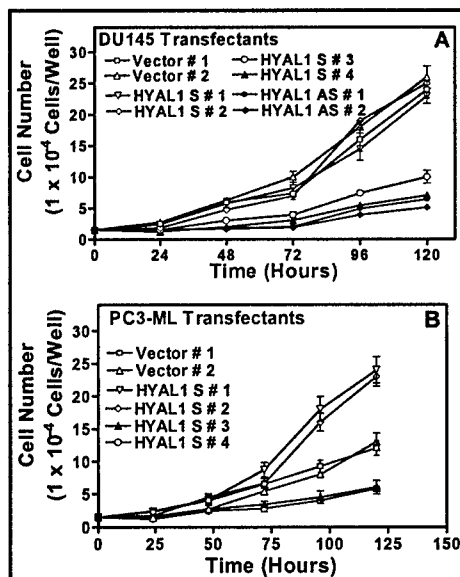 DU145 Transfectants
A
Vector # 1
Vector # 2
HYAL1 S # 1
HYAL1 S # 2
HYAL1 S # 3
HYAL1 S # 4
HYAL1 AS # 1
HYAL1 AS # 2
Cell Number
(1 x 10⁻⁴ Cells/Well)
30
25
20
15
10
5
0
0 24 48 72 96 120
Time (Hours)
PC3-ML Transfectants
B
Vector # 1
Vector # 2
HYAL1 S # 1
HYAL1 S # 2
HYAL1 S # 3
HYAL1 S # 4
Cell Number
(1 x 10⁻⁴ Cells/Well)
30
25
20
15
10
5
0
0 25 50 75 100 125 150
Time (Hours)